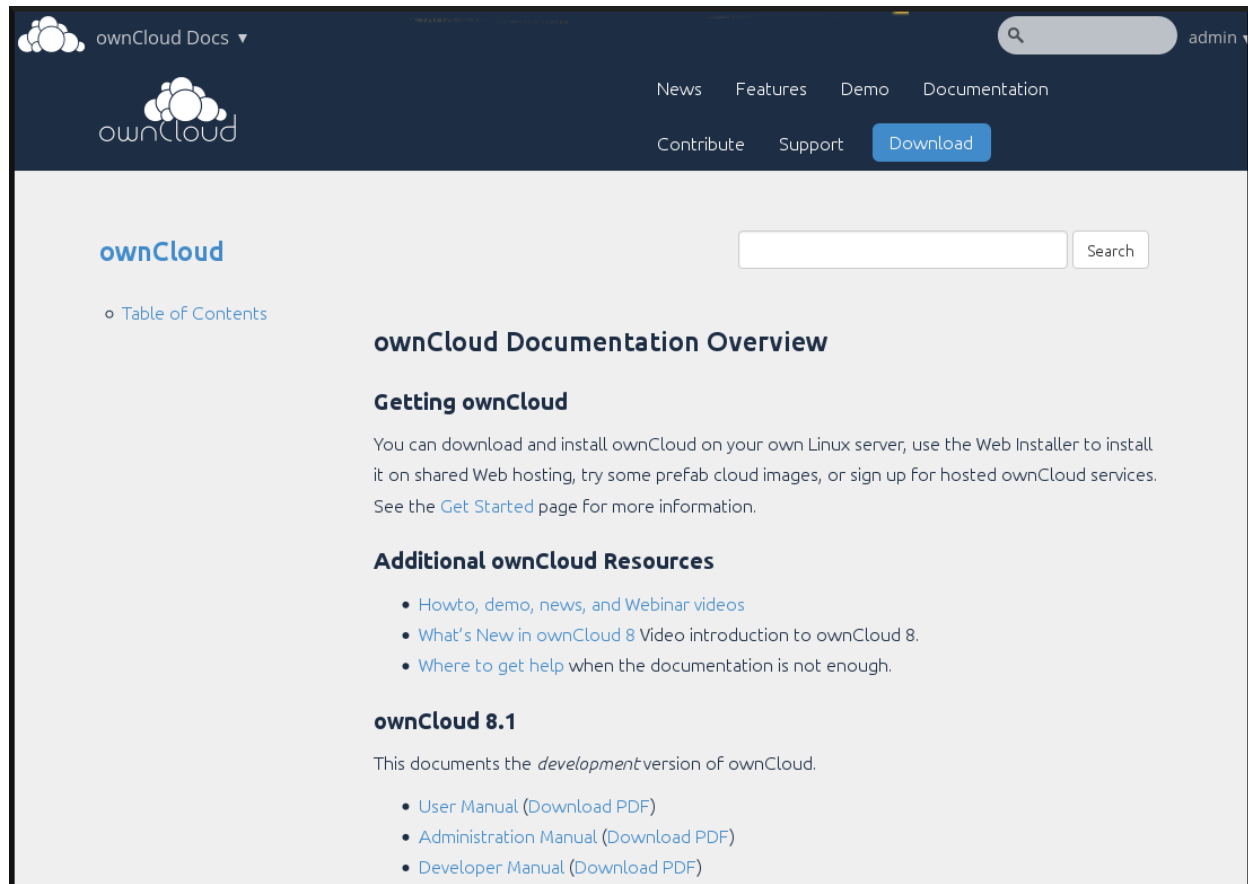 ownCloud Docs ▾
admin ▾
ownCloud
News Features Demo Documentation
Contribute Support Download
ownCloud
Search
Table of Contents
ownCloud Documentation Overview
Getting ownCloud
You can download and install ownCloud on your own Linux server, use the Web Installer to install
it on shared Web hosting, try some prefab cloud images, or sign up for hosted ownCloud services.
See the Get Started page for more information.
Additional ownCloud Resources
• Howto, demo, news, and Webinar videos
• What's New in ownCloud 8 Video introduction to ownCloud 8.
• Where to get help when the documentation is not enough.
ownCloud 8.1
This documents the development version of ownCloud.
• User Manual (Download PDF)
• Administration Manual (Download PDF)
• Developer Manual (Download PDF)